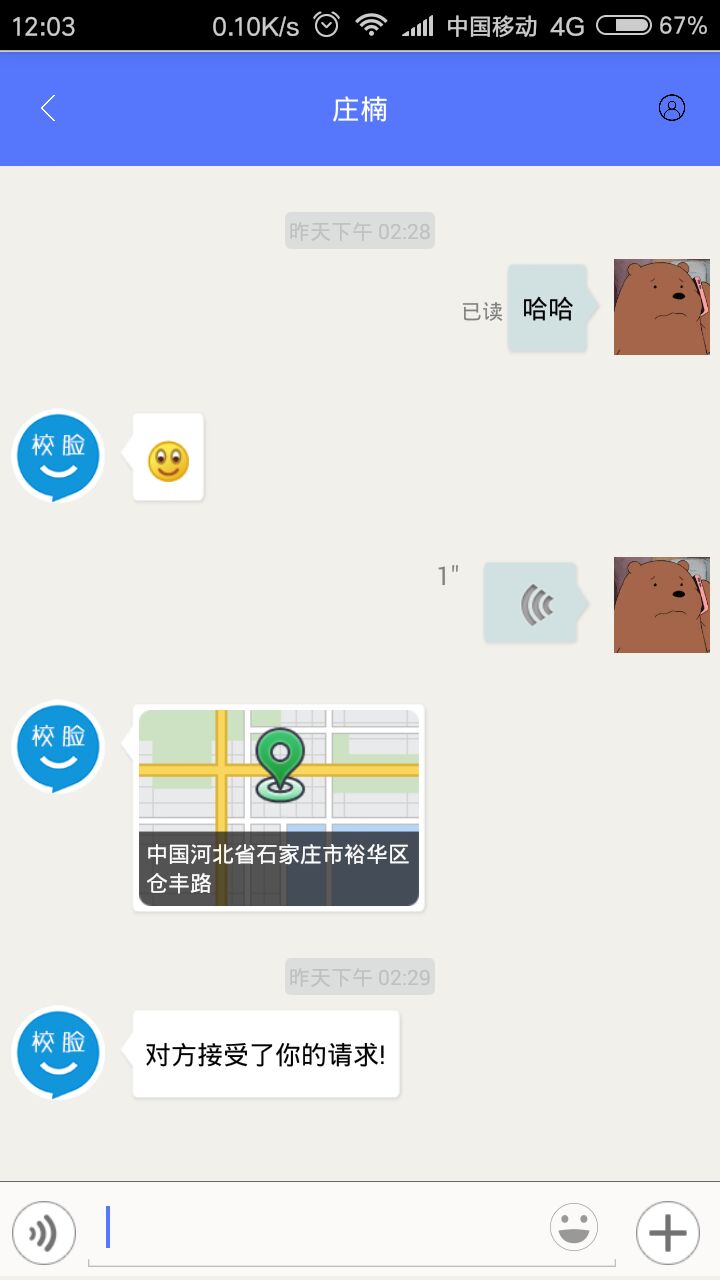 12:03 0.10K/s 中国移动 4G 67%
庄楠
昨天下午 02:28
已读 哈哈
校脸
1"
校脸
中国河北省石家庄市裕华区
仓丰路
昨天下午 02:29
校脸
对方接受了你的请求!